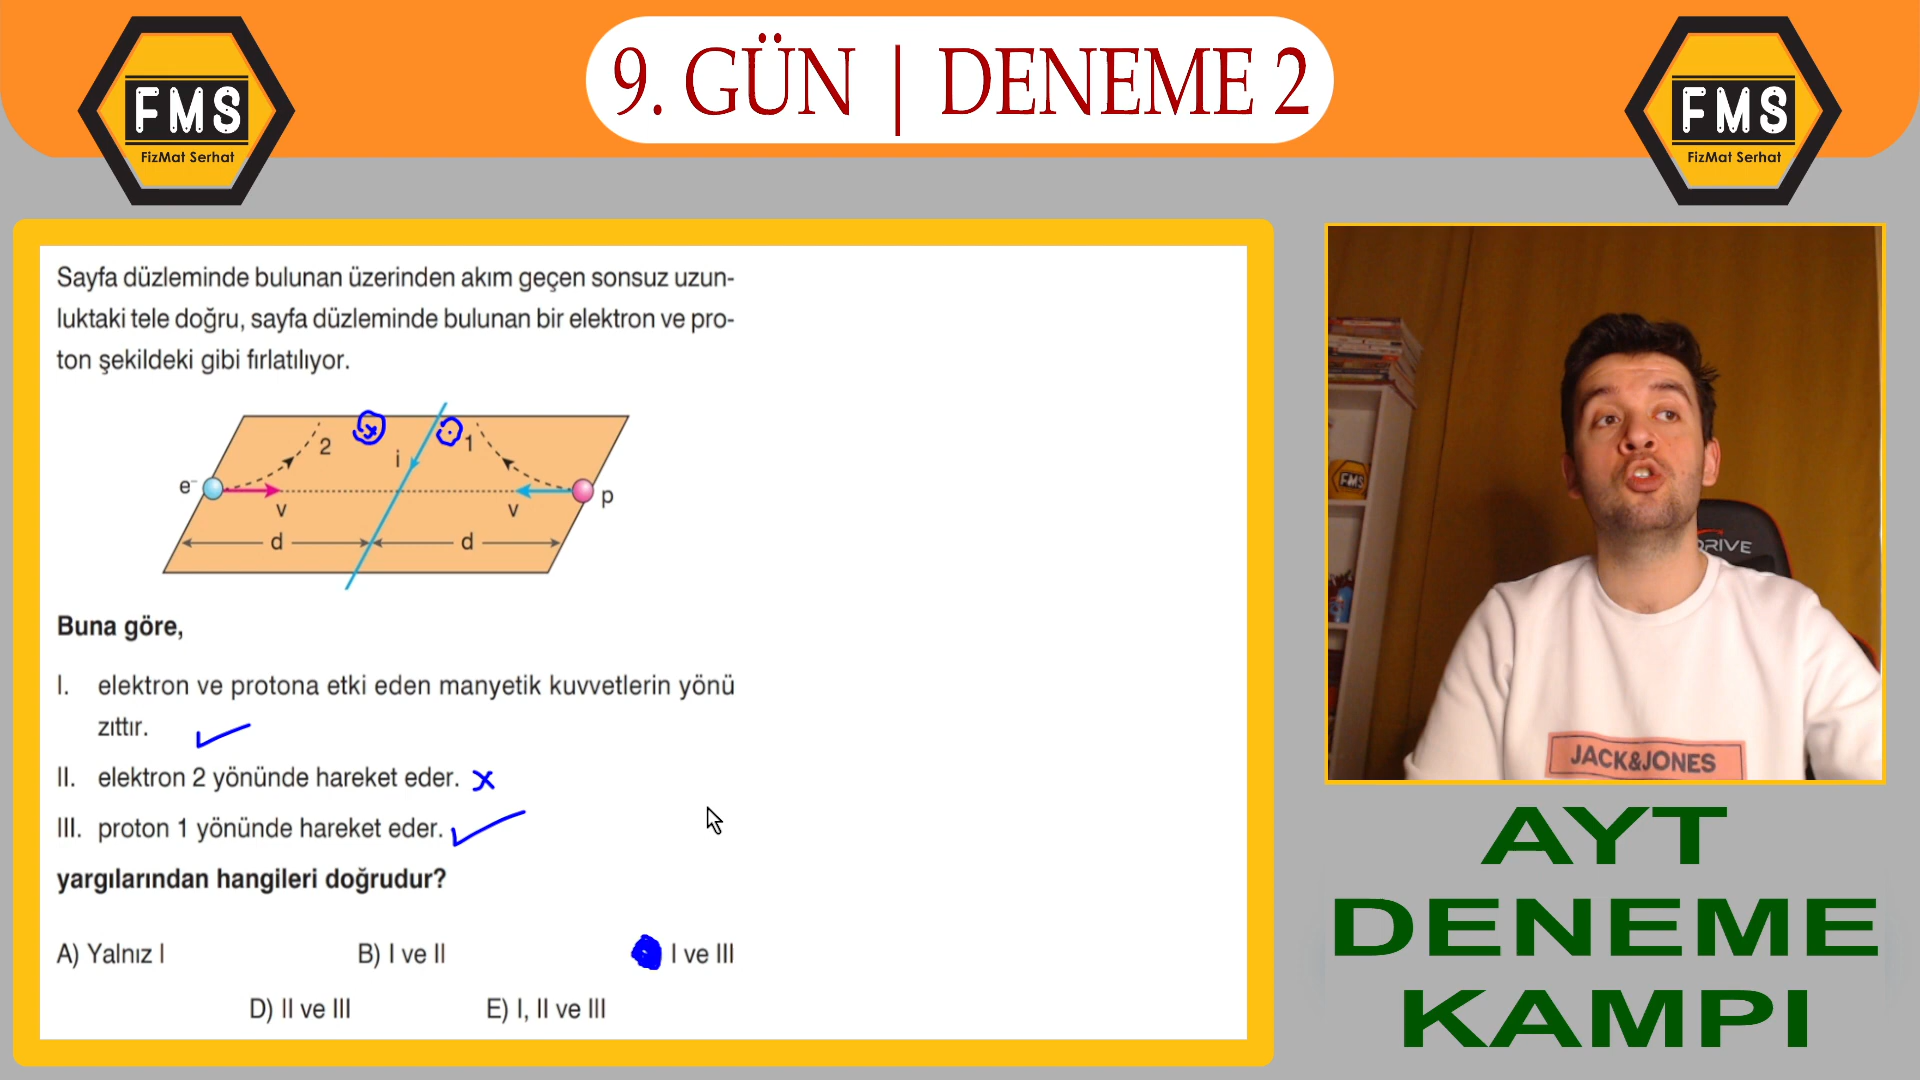 9. GÜN | DENEME 2
FMS
FizMat Serhat
FMS
FizMat Serhat
Sayfa düzleminde bulunan üzerinden akım geçen sonsuz uzun-
luktaki tele doğru, sayfa düzleminde bulunan bir elektron ve pro-
ton şekildeki gibi fırlatılıyor.
2
1
i
e⁻
p
v
v
d
d
Buna göre,
I. elektron ve protona etki eden manyetik kuvvetlerin yönü
zıttır.
II. elektron 2 yönünde hareket eder.
III. proton 1 yönünde hareket eder.
yargılarından hangileri doğrudur?
A) Yalnız I B) I ve II I ve III
D) II ve III E) I, II ve III
FMS
DRIVE
JACK&JONES
AYT
DENEME
KAMPI